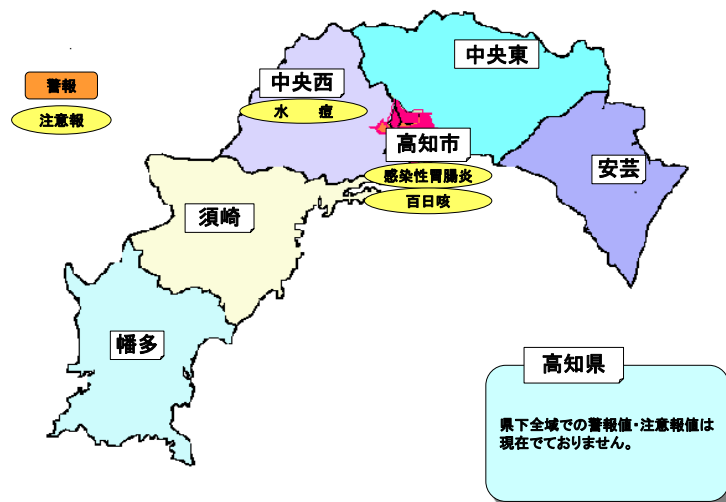 中央東
中央西
警報
水　痘
注意報
高知市
安芸
感染性胃腸炎
百日咳
須崎
幡多
高知県
県下全域での警報値・注意報値は
現在でておりません。